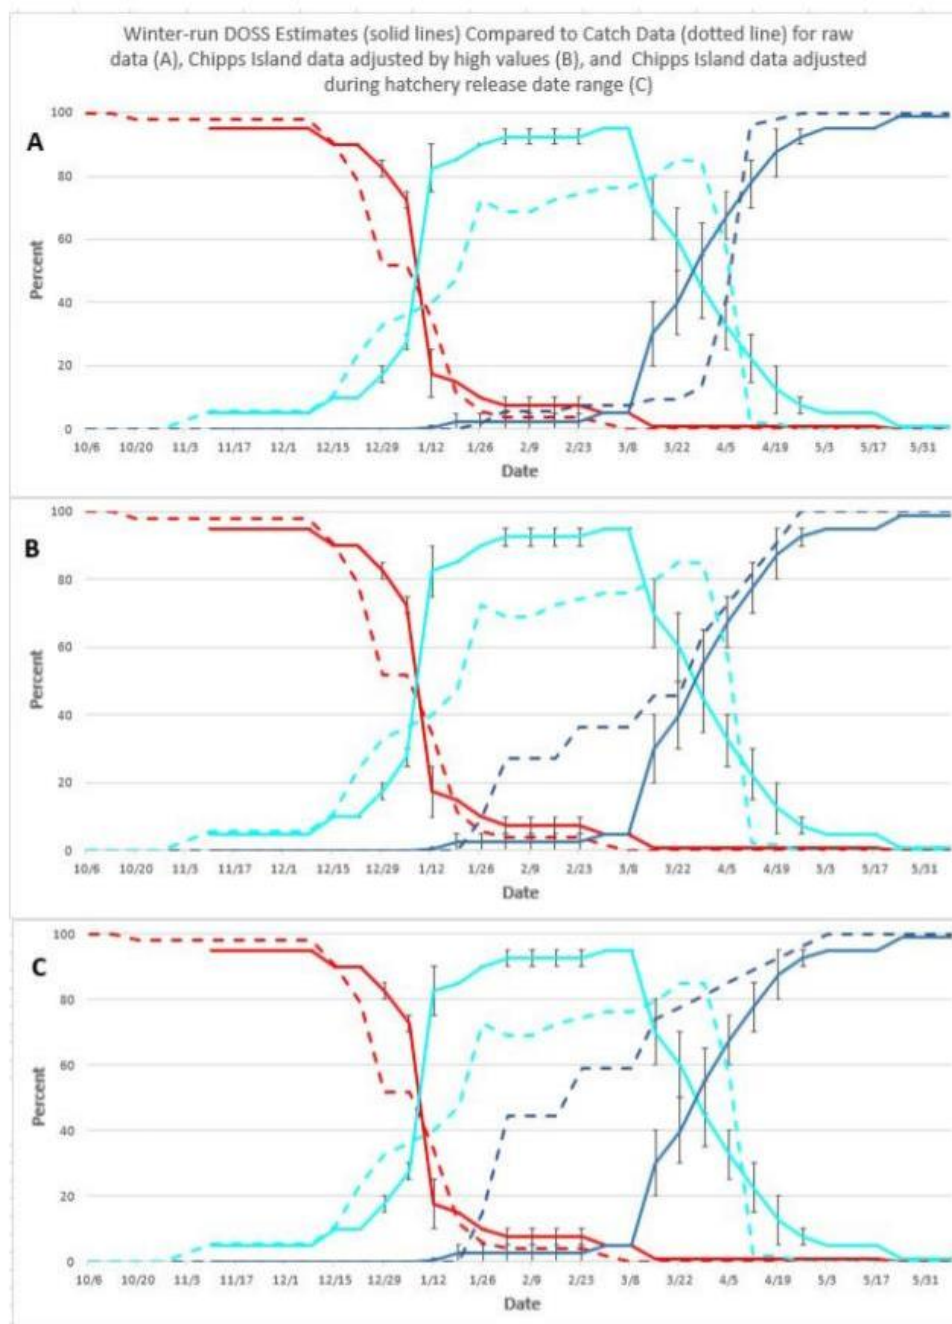 Winter-run DOSS Estimates (solid lines) Compared to Catch Data (dotted line) for raw
data (A), Chipps Island data adjusted by high values (B), and Chipps Island data adjusted
during hatchery release date range (C)
A
Percent
100
80
60
40
20
0
10/6 10/20 11/3 11/17 12/1 12/15 12/29 1/12 1/26 2/9 2/23 3/8 3/22 4/5 4/19 5/3 5/17 5/31
Date
B
Percent
100
80
60
40
20
0
10/6 10/20 11/3 11/17 12/1 12/15 12/29 1/12 1/26 2/9 2/23 3/8 3/22 4/5 4/19 5/3 5/17 5/31
Date
C
Percent
100
80
60
40
20
0
10/6 10/20 11/3 11/17 12/1 12/15 12/29 1/12 1/26 2/9 2/23 3/8 3/22 4/5 4/19 5/3 5/17 5/31
Date